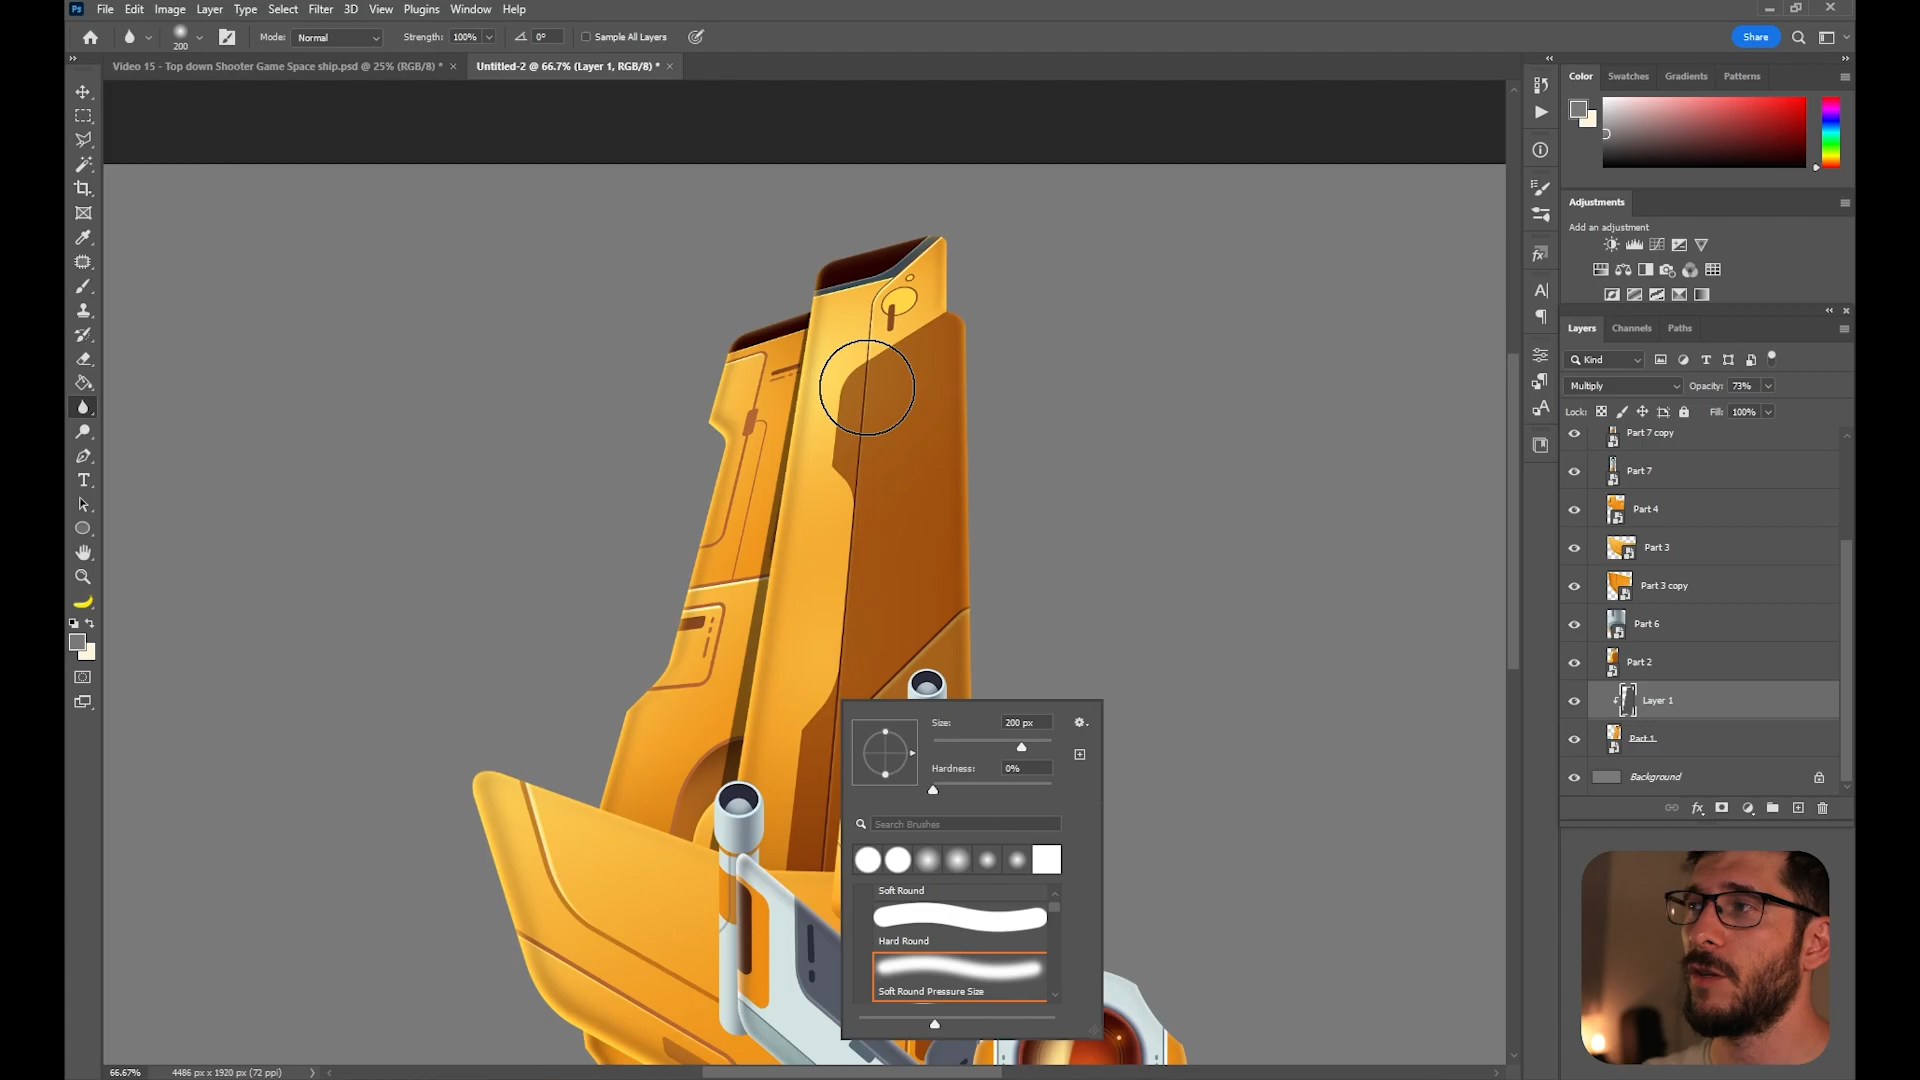 Ps File Edit Image Layer Type Select Filter 3D View Plugins Window Help
200 Mode: Normal Strength: 100% 0° Sample All Layers Share
Video 15 - Top down Shooter Game Space ship.psd @ 25% (RGB/8) * × Untitled-2 @ 66.7% (Layer 1, RGB/8) * ×
Color Swatches Gradients Patterns
Adjustments
Add an adjustment
Layers Channels Paths
Kind
Multiply Opacity: 73%
Lock: Fill: 100%
Part 7 copy
Part 7
Part 4
Part 3
Part 3 copy
Part 6
Part 2
Layer 1
Part 1
Background
Size: 200 px
Hardness: 0%
Search Brushes
Soft Round
Hard Round
Soft Round Pressure Size
66.67% 4486 px x 1920 px (72 ppi)